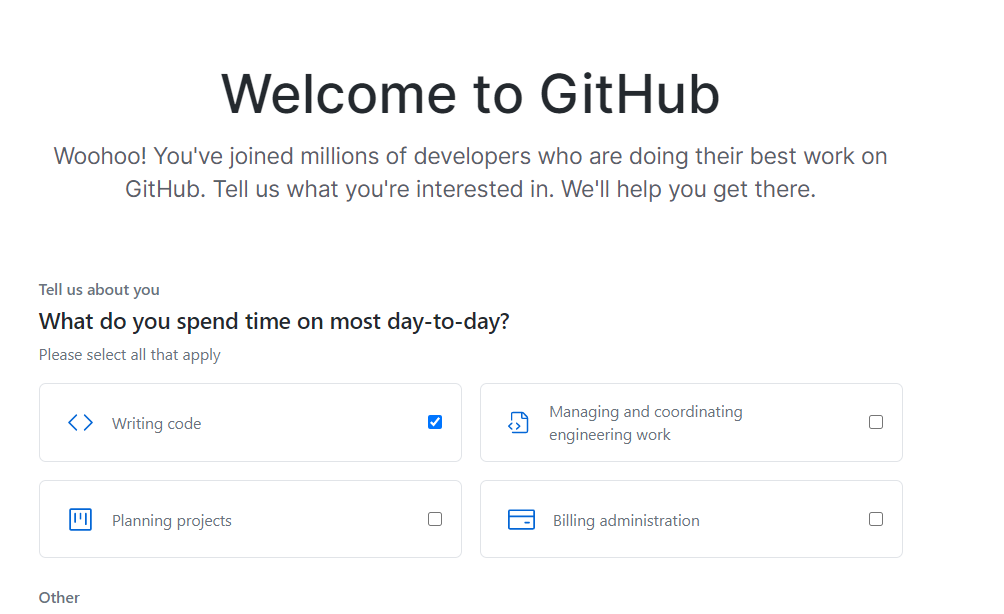 Welcome to GitHub
Woohoo! You've joined millions of developers who are doing their best work on
GitHub. Tell us what you're interested in. We'll help you get there.
Tell us about you
What do you spend time on most day-to-day?
Please select all that apply
Writing code
Managing and coordinating
engineering work
Planning projects
Billing administration
Other